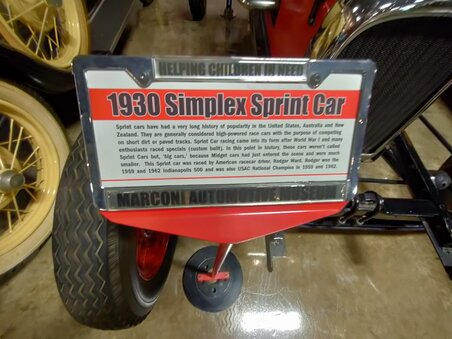 HELPING CHILDREN IN NEED
1930 Simplex Sprint Car
Sprint cars have had a very long history of popularity in the United States, Australia and New
Zealand. They are generally considered high-powered race cars with the purpose of competing
on short dirt or paved tracks. Sprint Car racing came into its form after World War I and many
enthusiasts raced specials (custom built). At this point in history, these cars weren't called
Sprint Cars but, 'big cars,' because Midget cars had just entered the scene and were much
smaller. This Sprint car was raced by American racecar driver, Rodger Ward. Rodger won the
1959 and 1962 Indianapolis 500 and was also USAC National Champion in 1959 and 1962.
MARCONI AUTOMOTIVE MUSEUM